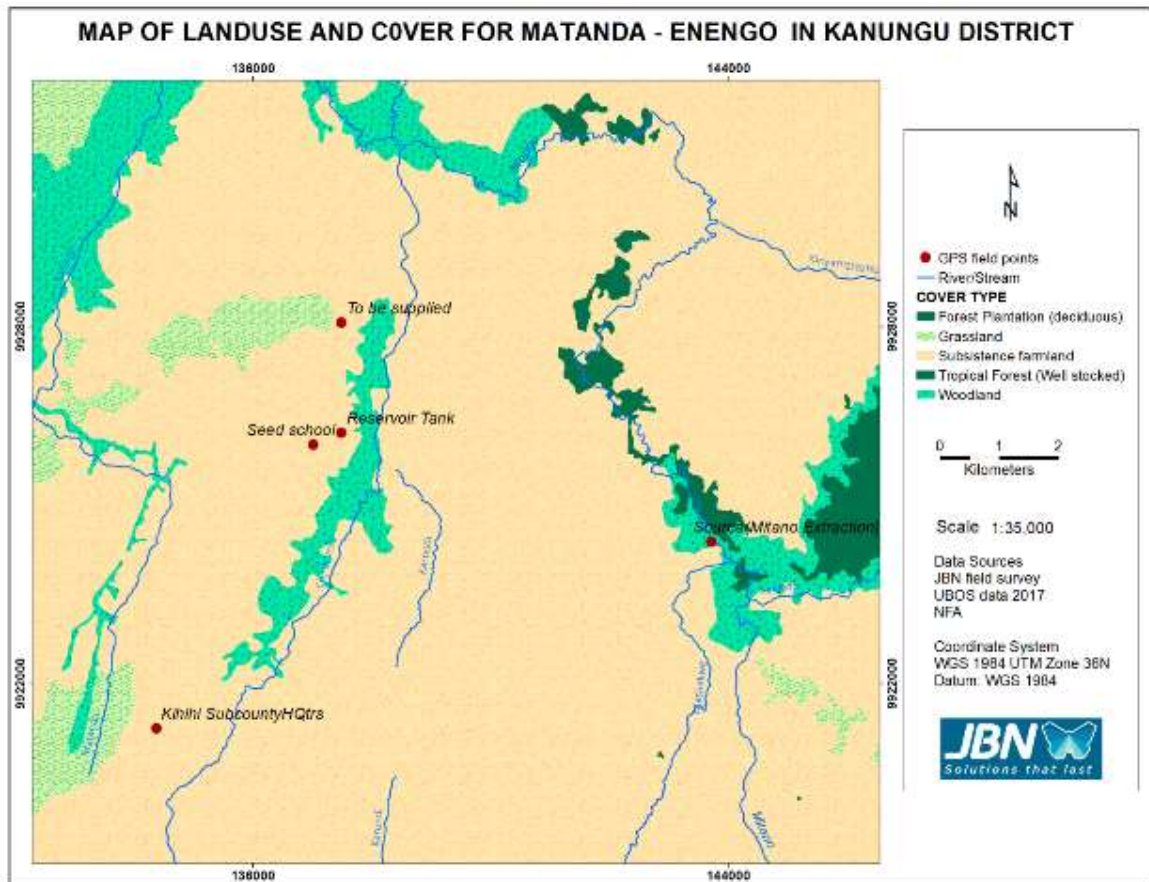 MAP OF LANDUSE AND C0VER FOR MATANDA - ENENGO IN KANUNGU DISTRICT
136000
144000
N
GPS field points
River/Stream
COVER TYPE
Forest Plantation (deciduous)
Grassland
Subsistence farmland
Tropical Forest (Well stocked)
Woodland
0 1 2
Kilometers
Scale 1:35,000
Data Sources
JBN field survey
UBOS data 2017
NFA
Coordinate System
WGS 1984 UTM Zone 36N
Datum: WGS 1984
JBN
Solutions that last
9928000
9928000
To be supplied
Reservoir Tank
Seed school
Source(Mitano Extraction)
9922000
9922000
Kihihi SubcountyHQtrs
Mitano
136000
144000